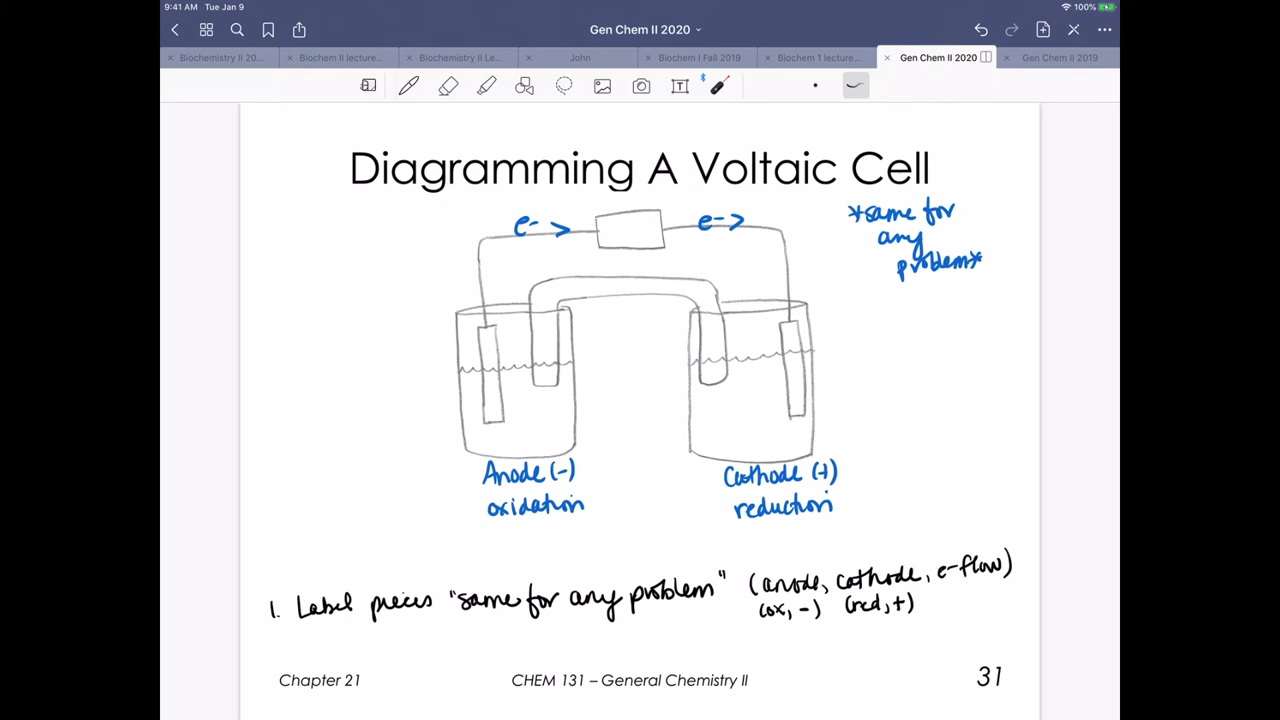 9:41 AM Tue Jan 9
100%
Gen Chem II 2020
Biochemistry II 20...
Biochem II lecture...
Biochemistry II Le...
John
Biochem I Fall 2019
Biochem 1 lecture...
Gen Chem II 2020
Gen Chem II 2019
Diagramming A Voltaic Cell
e- >
e- >
*same for
any
problem*
Anode (-)
oxidation
Cathode (+)
reduction
1. Label pieces "same for any problem" (anode, cathode, e- flow)
(ox, -) (red, +)
Chapter 21
CHEM 131 – General Chemistry II
31